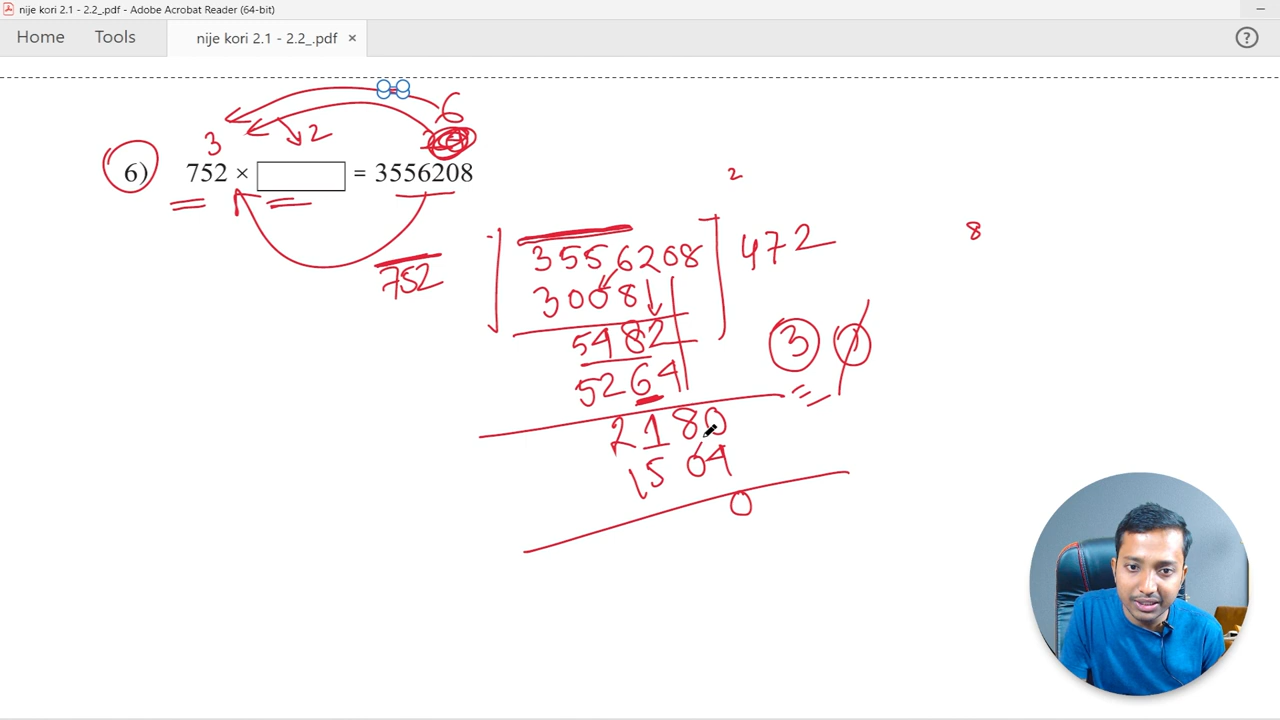 nije kori 2.1 - 2.2_.pdf - Adobe Acrobat Reader (64-bit)
Home Tools nije kori 2.1 - 2.2_.pdf × ?
6
3 2
6) 752 × = 3556208
2
3556208 472 8
752
3008
5482 3 1
5264
2180
1504
0